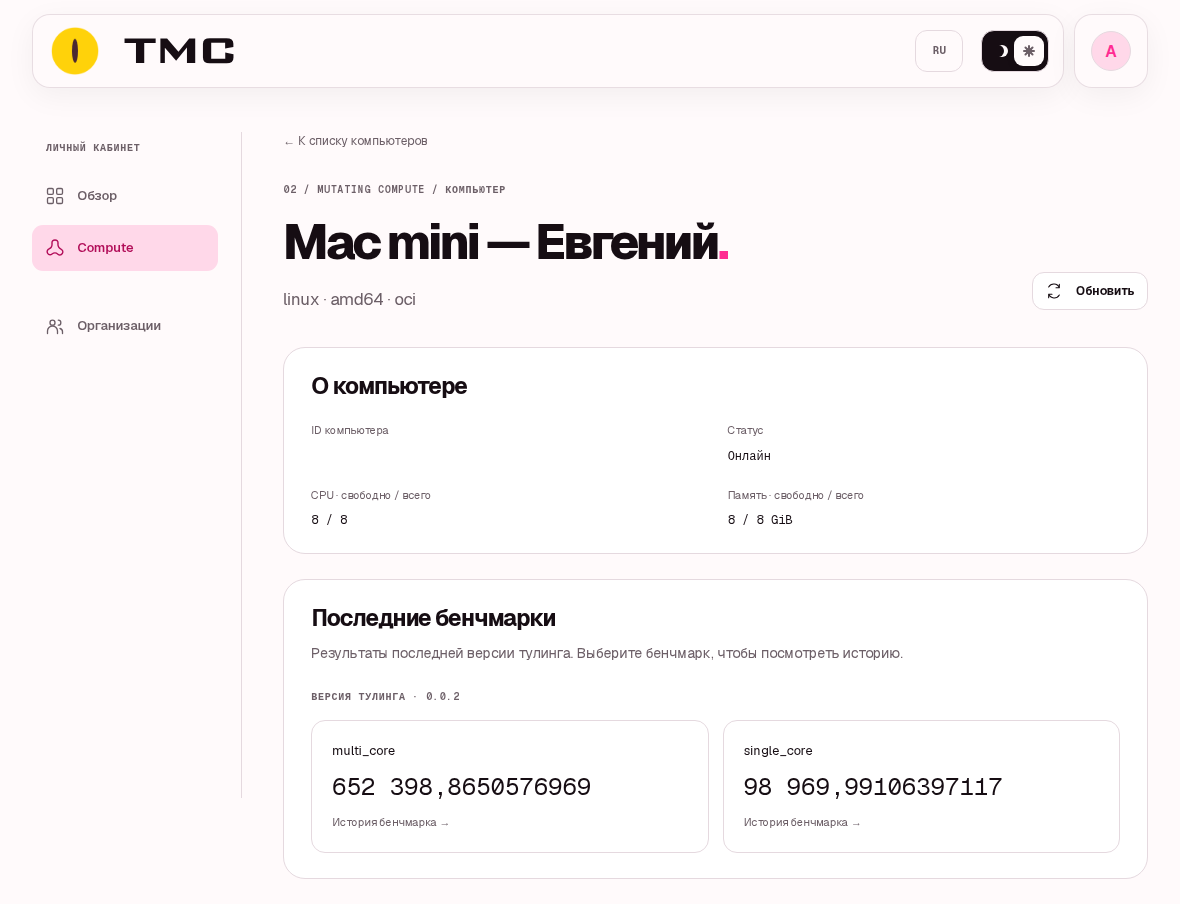 TMC
RU
A
ЛИЧНЫЙ КАБИНЕТ
Обзор
Compute
Организации
← К списку компьютеров
02 / MUTATING COMPUTE / КОМПЬЮТЕР
Mac mini — Евгений.
linux · amd64 · oci
Обновить
О компьютере
ID компьютера
Статус
Онлайн
CPU · свободно / всего
Память · свободно / всего
8 / 8
8 / 8 GiB
Последние бенчмарки
Результаты последней версии тулинга. Выберите бенчмарк, чтобы посмотреть историю.
ВЕРСИЯ ТУЛИНГА · 0.0.2
multi_core
652 398,8650576969
История бенчмарка →
single_core
98 969,99106397117
История бенчмарка →